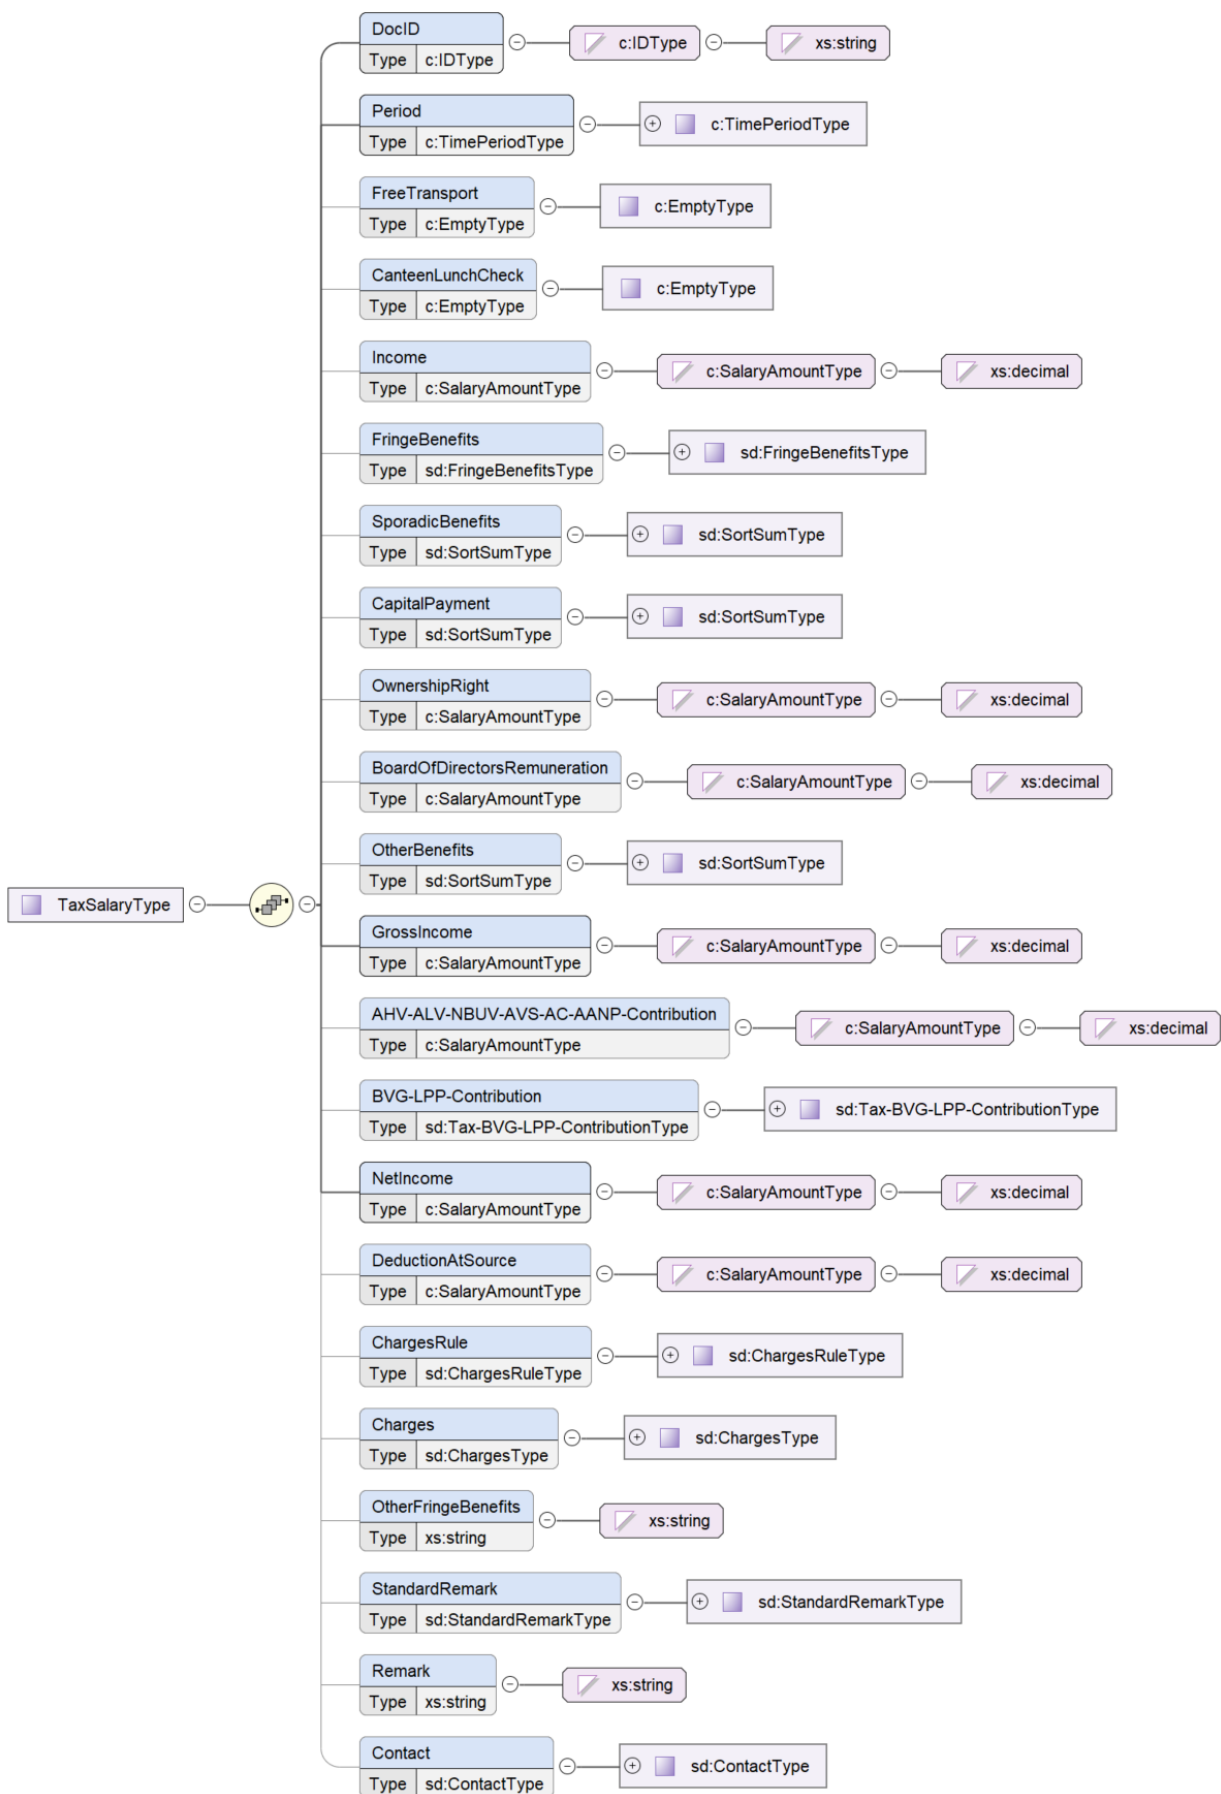 DocID
Type c:IDType
c:IDType
xs:string
Period
Type c:TimePeriodType
c:TimePeriodType
FreeTransport
Type c:EmptyType
c:EmptyType
CanteenLunchCheck
Type c:EmptyType
c:EmptyType
Income
Type c:SalaryAmountType
c:SalaryAmountType
xs:decimal
FringeBenefits
Type sd:FringeBenefitsType
sd:FringeBenefitsType
SporadicBenefits
Type sd:SortSumType
sd:SortSumType
CapitalPayment
Type sd:SortSumType
sd:SortSumType
OwnershipRight
Type c:SalaryAmountType
c:SalaryAmountType
xs:decimal
BoardOfDirectorsRemuneration
Type c:SalaryAmountType
c:SalaryAmountType
xs:decimal
OtherBenefits
Type sd:SortSumType
sd:SortSumType
TaxSalaryType
GrossIncome
Type c:SalaryAmountType
c:SalaryAmountType
xs:decimal
AHV-ALV-NBUV-AVS-AC-AANP-Contribution
Type c:SalaryAmountType
c:SalaryAmountType
xs:decimal
BVG-LPP-Contribution
Type sd:Tax-BVG-LPP-ContributionType
sd:Tax-BVG-LPP-ContributionType
NetIncome
Type c:SalaryAmountType
c:SalaryAmountType
xs:decimal
DeductionAtSource
Type c:SalaryAmountType
c:SalaryAmountType
xs:decimal
ChargesRule
Type sd:ChargesRuleType
sd:ChargesRuleType
Charges
Type sd:ChargesType
sd:ChargesType
OtherFringeBenefits
Type xs:string
xs:string
StandardRemark
Type sd:StandardRemarkType
sd:StandardRemarkType
Remark
Type xs:string
xs:string
Contact
Type sd:ContactType
sd:ContactType